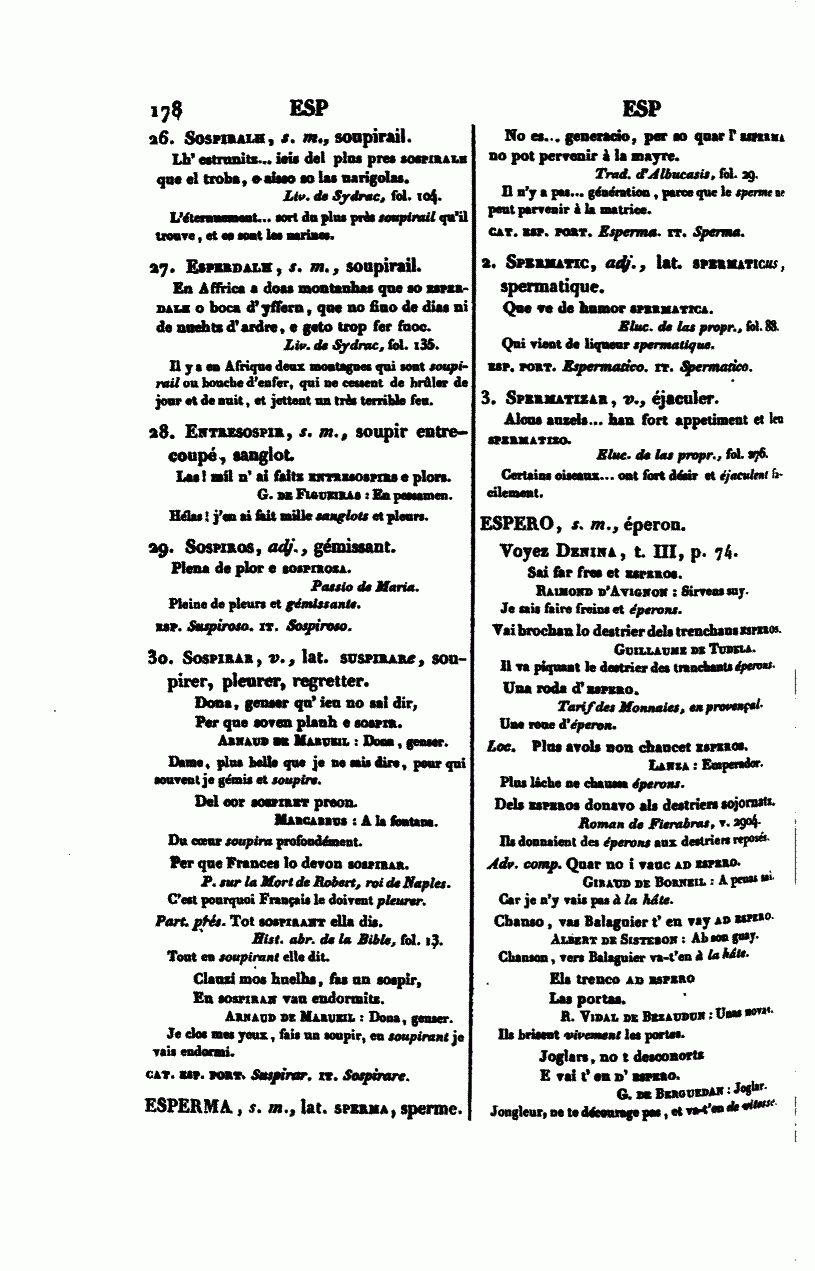 178 ESP
26. SOSPIRALH, s. m., soupirail.
Lh' estrunitz... ieis del plus pres SOSPIRALH
que el troba, e aisso so las narigolas.
Liv. de Sydrac, fol. 104.
L'éternuement... sort du plus près soupirail qu'il
trouve, et ce sont les narines.
27. ESPERDALH, s. m., soupirail.
En Affrica a doas montanhas que so ESPER-
DALH o boca d'yffern, que no fino de dias ni
de nuehts d'ardre, e geto trop fer fuoc.
Liv. de Sydrac, fol. 135.
Il y a en Afrique deux montagnes qui sont soupi-
rail ou bouche d'enfer, qui ne cessent de brûler de
jour et de nuit, et jettent un très terrible feu.
28. ENTRESOSPIR, s. m., soupir entre-
coupé, sanglot.
Las! mil n' ai faitz ENTRESOSPIRS e plors.
G. DE FIGUEIRAS : En pessamen.
Hélas! j'en ai fait mille sanglots et pleurs.
29. SOSPIROS, adj., gémissant.
Plena de plor e SOSPIROSA.
Passio de Maria.
Pleine de pleurs et gémissante.
ESP. Suspiroso. IT. Sospiroso.
30. SOSPIRAR, v., lat. SUSPIRARE, sou-
pirer, pleurer, regretter.
Dona, genser qu' ieu no sai dir,
Per que soven planh e SOSPIR.
ARNAUD DE MARUEIL : Dona, genser.
Dame, plus belle que je ne sais dire, pour qui
souvent je gémis et soupire.
Del cor SOSPIRET preon.
MARCABRUS : A la fontana.
Du cœur soupira profondément.
Per que Frances lo devon SOSPIRAR.
P. sur la Mort de Robert, roi de Naples.
C'est pourquoi Français le doivent pleurer.
Part. prés. Tot SOSPIRANT ella dis.
Hist. abr. de la Bible, fol. 13.
Tout en soupirant elle dit.
Clauzi mos huelhs, fas un sospir,
En SOSPIRAN vau endormitz.
ARNAUD DE MARUEIL : Dona, genser.
Je clos mes yeux, fais un soupir, en soupirant je
vais endormi.
CAT. ESP. PORT. Suspirar. IT. Sospirare.
ESPERMA, s. m., lat. SPERMA, sperme.
ESP
No es... generacio, per so quar l' ESPERMA
no pot pervenir à la mayre.
Trad. d'Albucasis, fol. 29.
Il n'y a pas... génération, parce que le sperme ne
peut parvenir à la matrice.
CAT. ESP. PORT. Esperma. IT. Sperma.
2. SPERMATIC, adj., lat. SPERMATICUS,
spermatique.
Que ve de humor SPERMATICA.
Eluc. de las propr., fol. 88.
Qui vient de liqueur spermatique.
ESP. PORT. Espermatico. IT. Spermatico.
3. SPERMATIZAR, v., éjaculer.
Alous auzels... han fort appetiment et leu
SPERMATIZO.
Eluc. de las propr., fol. 276.
Certains oiseaux... ont fort désir et éjaculent fa-
cilement.
ESPERO, s. m., éperon.
Voyez DENINA, t. III, p. 74.
Sai far fres et ESPEROS.
RAIMOND D'AVIGNON : Sirvens suy.
Je sais faire freins et éperons.
Vai brochan lo destrier dels trenchans ESPEROS.
GUILLAUME DE TUDELA.
Il va piquant le destrier des tranchants éperons.
Una roda d' ESPERO.
Tarif des Monnaies, en provençal.
Une roue d'éperon.
Loc. Plus avols non chaucet ESPEROS.
LANZA : Emperador.
Plus lâche ne chaussa éperons.
Dels ESPEROS donavo als destriers sojornats.
Roman de Fierabras, v. 2904.
Ils donnaient des éperons aux destriers reposés.
Adv. comp. Quar no i vauc AD ESPERO.
GIRAUD DE BORNEIL : A penas sai.
Car je n'y vais pas à la hâte.
Chanso, vas Balaguier t' en vay AD ESPERO.
ALBERT DE SISTERON : Ab son guay.
Chanson, vers Balaguier va-t'en à la hâte.
Els trenco AD ESPERO
Las portas.
R. VIDAL DE BEZAUDUN : Unas novas.
Ils brisent vivement les portes.
Joglars, no t desconorts
E vai t' en D' ESPERO.
G. DE BERGUEDAN : Joglar.
Jongleur, ne te décourage pas, et va-t'en de vitesse.